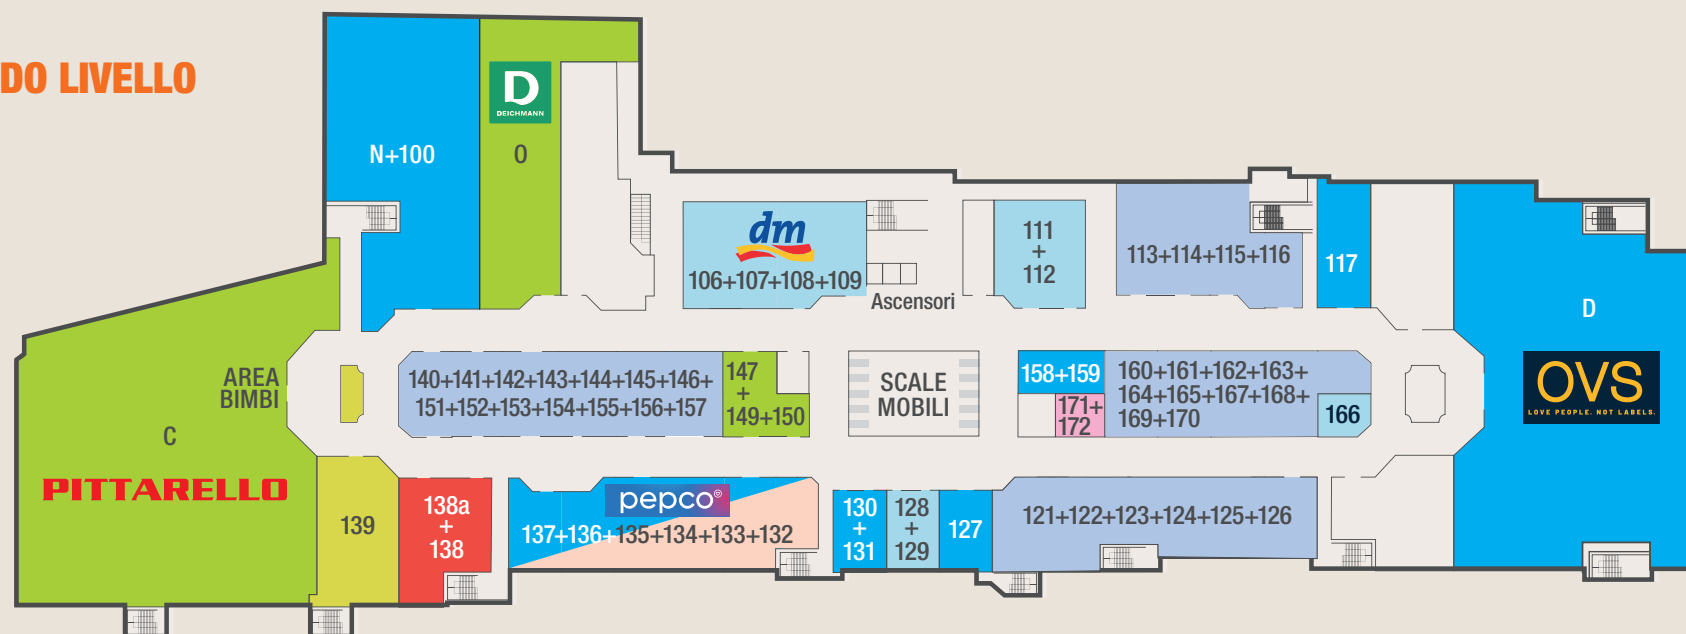 DO LIVELLO
D
DEICHMANN
N+100
O
dm
106+107+108+109
Ascensori
111
+
112
113+114+115+116
117
D
OVS
LOVE PEOPLE. NOT LABELS.
AREA
BIMBI
C
PITTARELLO
140+141+142+143+144+145+146+
151+152+153+154+155+156+157
147
+
149+150
SCALE
MOBILI
158+159
171+
172
160+161+162+163+
164+165+167+168+
169+170
166
139
138a
+
138
pepco®
137+136+135+134+133+132
130
+
131
128
+
129
127
121+122+123+124+125+126